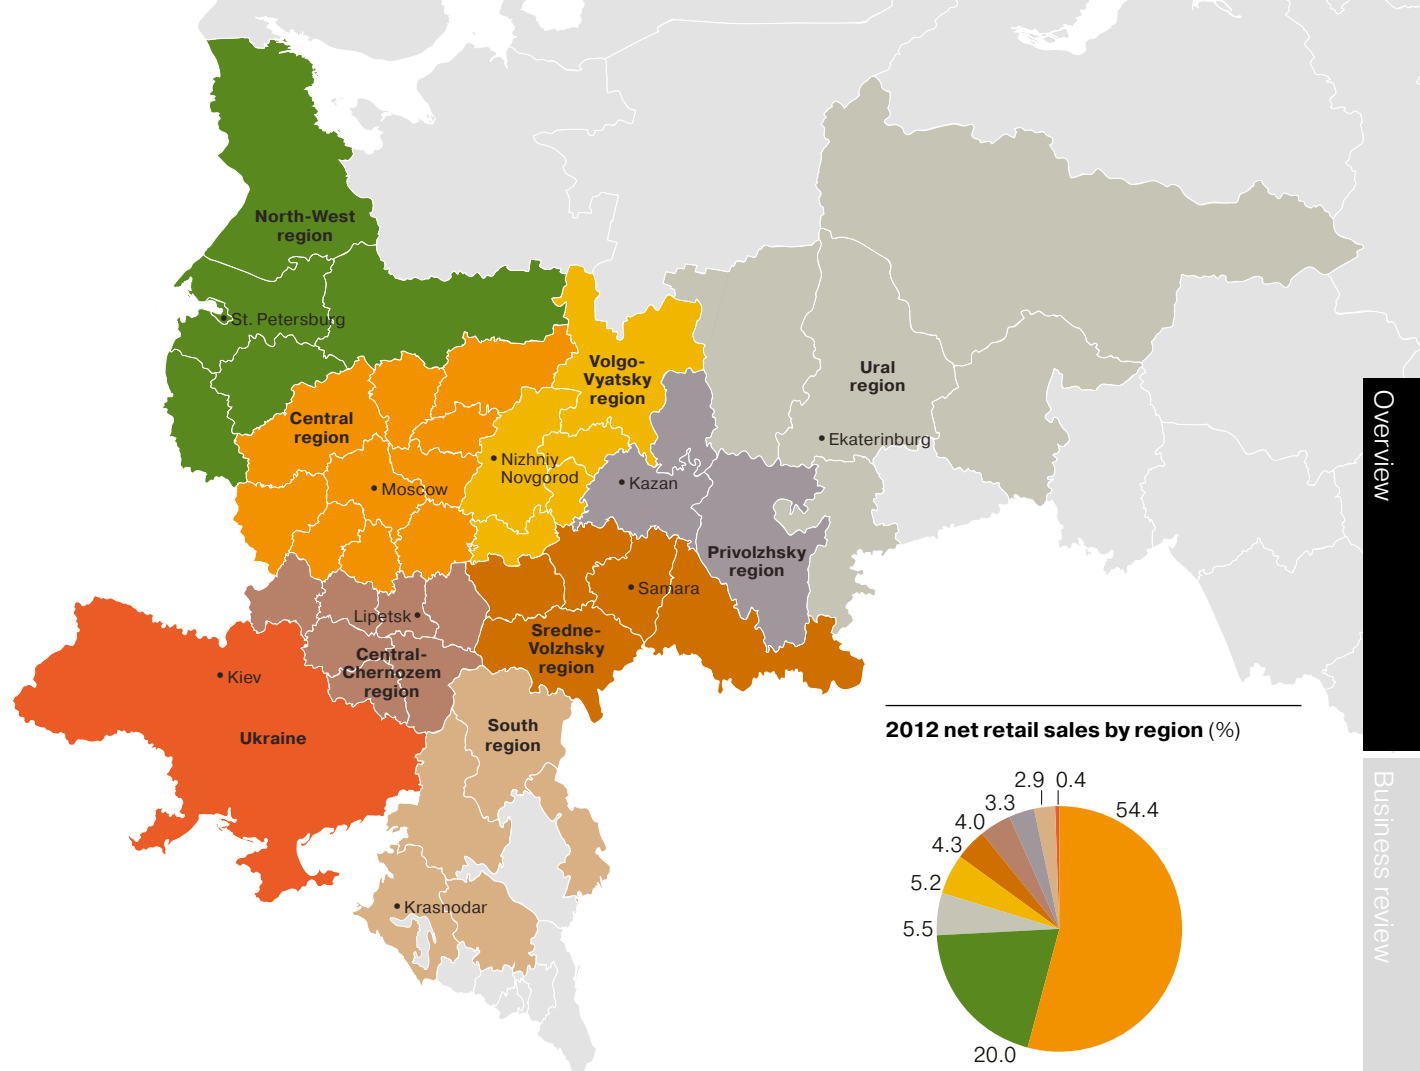 North-West
region
St. Petersburg
Volgo-
Vyatsky
region
Ural
region
Central
region
Ekaterinburg
Nizhniy
Novgorod
Kazan
Moscow
Privolzhsky
region
Samara
Lipetsk
Sredne-
Volzhsky
region
Central-
Chernozem
region
Kiev
Ukraine
South
region
Krasnodar
Overview
Business review
2012 net retail sales by region (%)
2.9 0.4
3.3
54.4
4.0
4.3
5.2
5.5
20.0